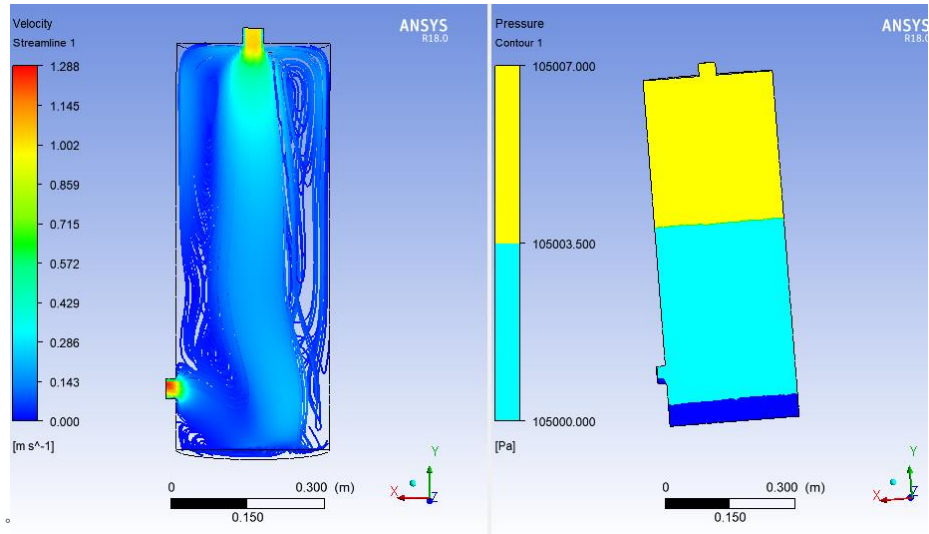 Velocity
Streamline 1
ANSYS
R18.0
1.288
1.145
1.002
0.859
0.715
0.572
0.429
0.286
0.143
0.000
[m s^-1]
0 0.300 (m)
0.150
Y
X
Z
Pressure
Contour 1
ANSYS
R18.0
105007.000
105003.500
105000.000
[Pa]
0 0.300 (m)
0.150
Y
X
Z